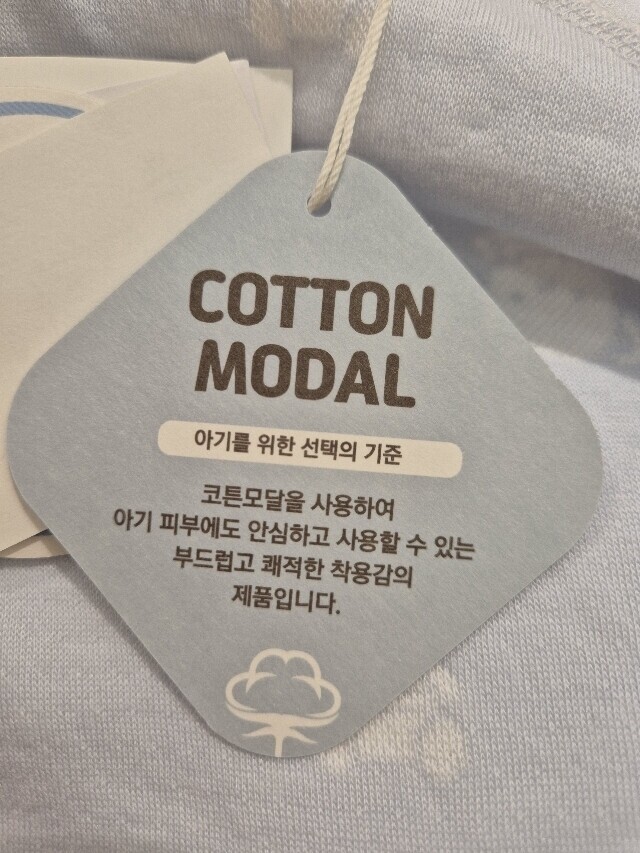 COTTON
MODAL
아기를 위한 선택의 기준
코튼모달을 사용하여
아기 피부에도 안심하고 사용할 수 있는
부드럽고 쾌적한 착용감의
제품입니다.